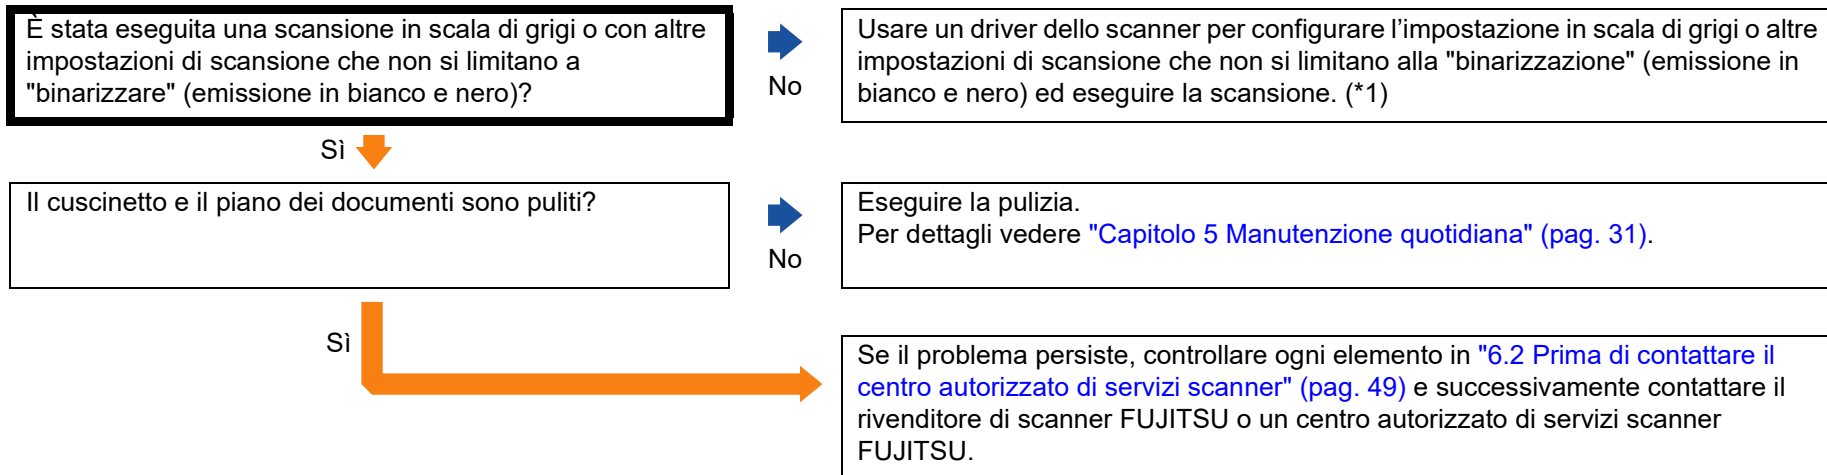 È stata eseguita una scansione in scala di grigi o con altre
impostazioni di scansione che non si limitano a
"binarizzare" (emissione in bianco e nero)?
No
Usare un driver dello scanner per configurare l'impostazione in scala di grigi o altre
impostazioni di scansione che non si limitano alla "binarizzazione" (emissione in
bianco e nero) ed eseguire la scansione. (*1)
Sì
Il cuscinetto e il piano dei documenti sono puliti?
No
Eseguire la pulizia.
Per dettagli vedere "Capitolo 5 Manutenzione quotidiana" (pag. 31).
Sì
Se il problema persiste, controllare ogni elemento in "6.2 Prima di contattare il
centro autorizzato di servizi scanner" (pag. 49) e successivamente contattare il
rivenditore di scanner FUJITSU o un centro autorizzato di servizi scanner
FUJITSU.